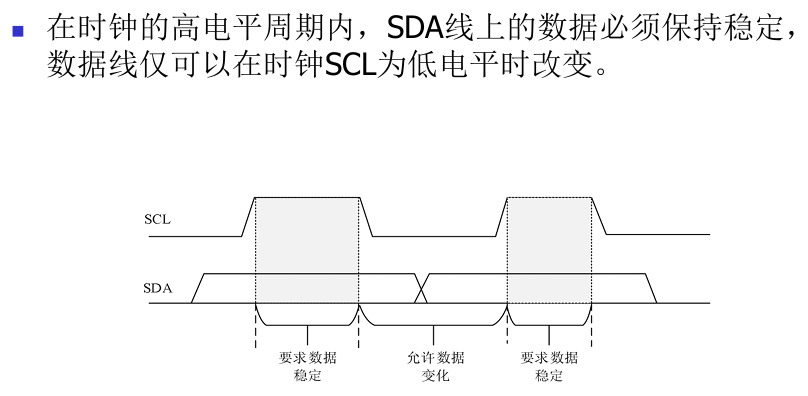 在时钟的高电平周期内，SDA线上的数据必须保持稳定，
数据线仅可以在时钟SCL为低电平时改变。
SCL
SDA
要求数据 允许数据 要求数据
稳定 变化 稳定